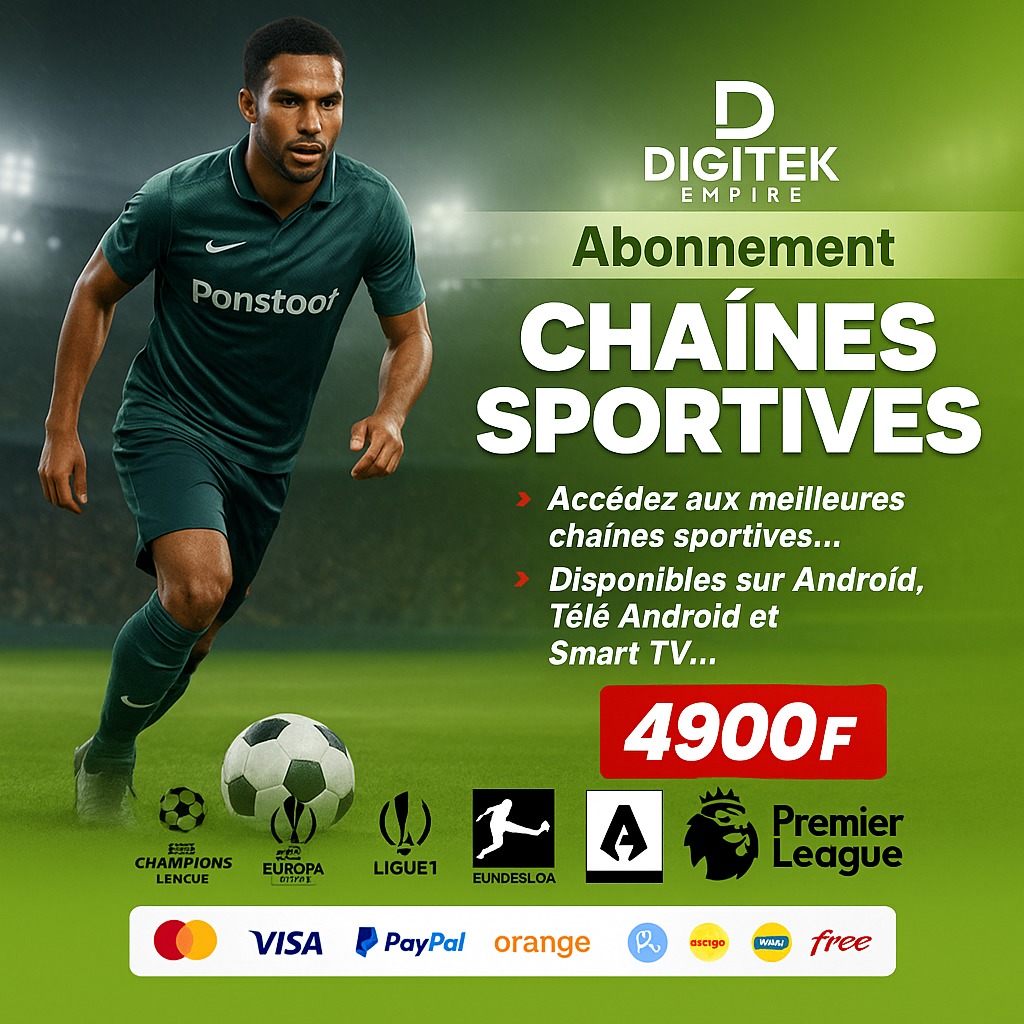 D
DIGITEK
EMPIRE
Abonnement
CHAÍNES
SPORTIVES
Ponstoot
Accédez aux meilleures
chaínes sportives...
Disponibles sur Androíd,
Télé Android et
Smart TV...
4900F
CHAMPIONS
LENCUE
EUROPA
LIGUE1
EUNDESLOA
Premier
League
VISA
PayPal
orange
ascigo
free